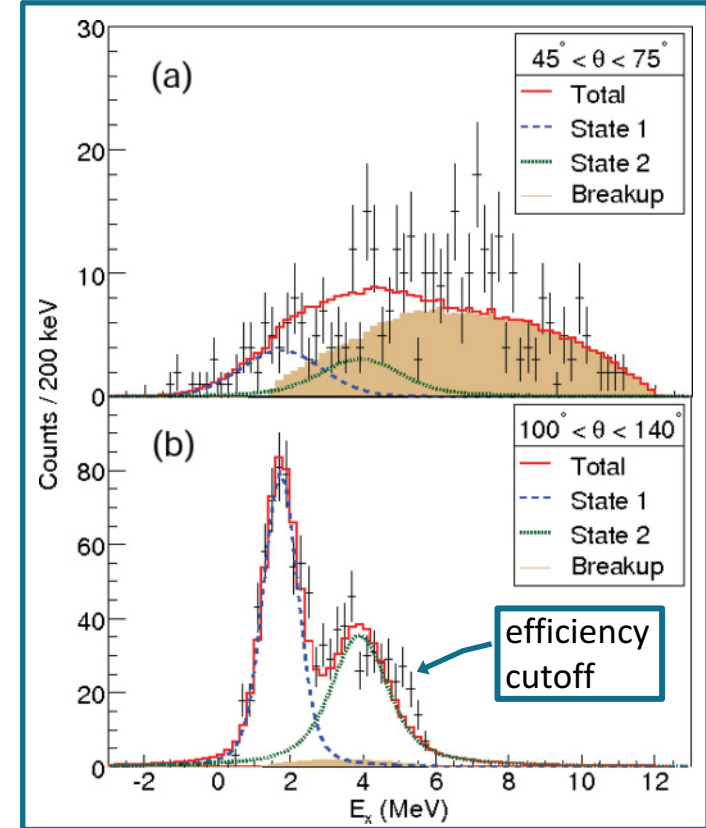 30
(a)
45° < θ < 75°
Total
State 1
State 2
Breakup
20
10
0
Counts / 200 keV
(b)
100° < θ < 140°
Total
State 1
State 2
Breakup
80
60
40
20
0
efficiency
cutoff
-2 0 2 4 6 8 10 12
Eₓ (MeV)